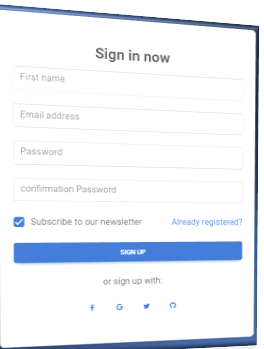 Sign in now
First name
Email address
Password
confirmation Password
Subscribe to our newsletter Already registered?
SIGN UP
or sign up with: